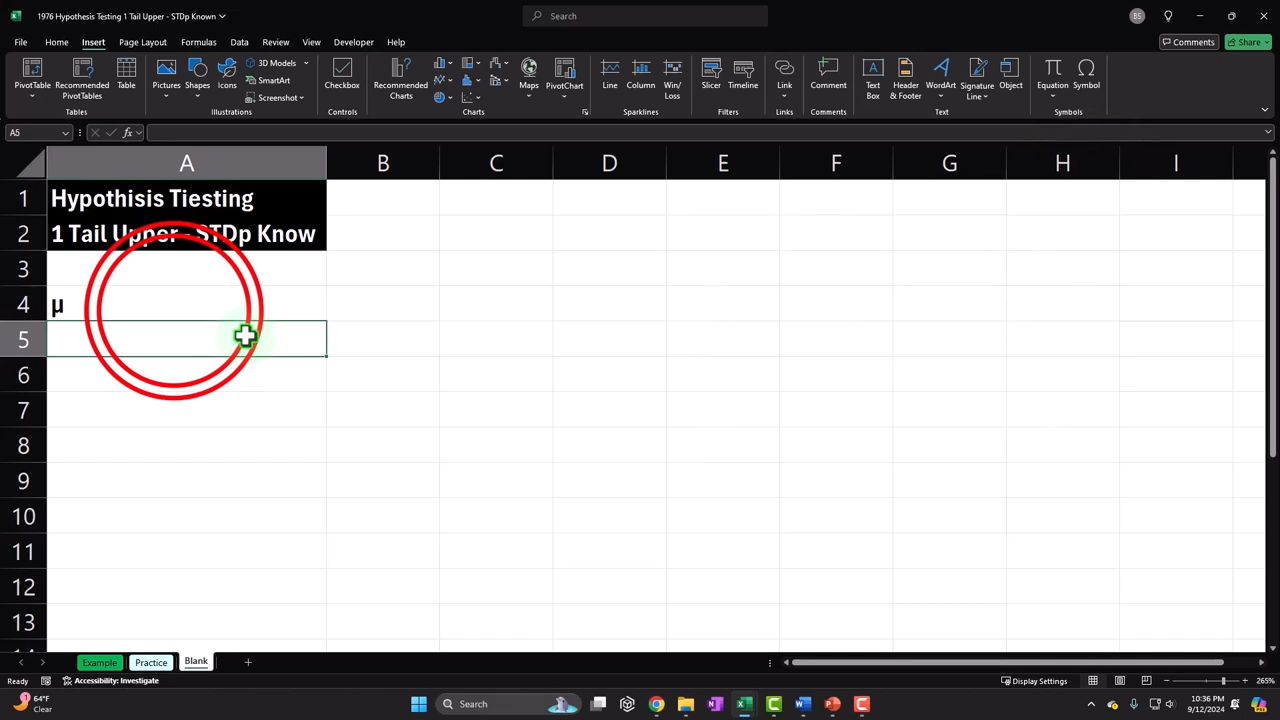 1976 Hypothesis Testing 1 Tail Upper - STDp Known
Search
BS
File Home Insert Page Layout Formulas Data Review View Developer Help
Comments Share
PivotTable Recommended PivotTables Table
Pictures Shapes Icons 3D Models SmartArt Screenshot
Checkbox
Recommended Charts Maps PivotChart
Line Column Win/Loss
Slicer Timeline
Link
Comment
Text Box Header & Footer WordArt Signature Line Object
Equation Symbol
Tables Illustrations Controls Charts Sparklines Filters Links Comments Text Symbols
A5 fx
A B C D E F G H I
1 Hypothisis Tiesting
2 1 Tail Upper - STDp Know
3
4 µ
5
6
7
8
9
10
11
12
13
Example Practice Blank
Ready Accessibility: Investigate Display Settings 265%
1 64°F
Clear
Search
10:36 PM
9/12/2024